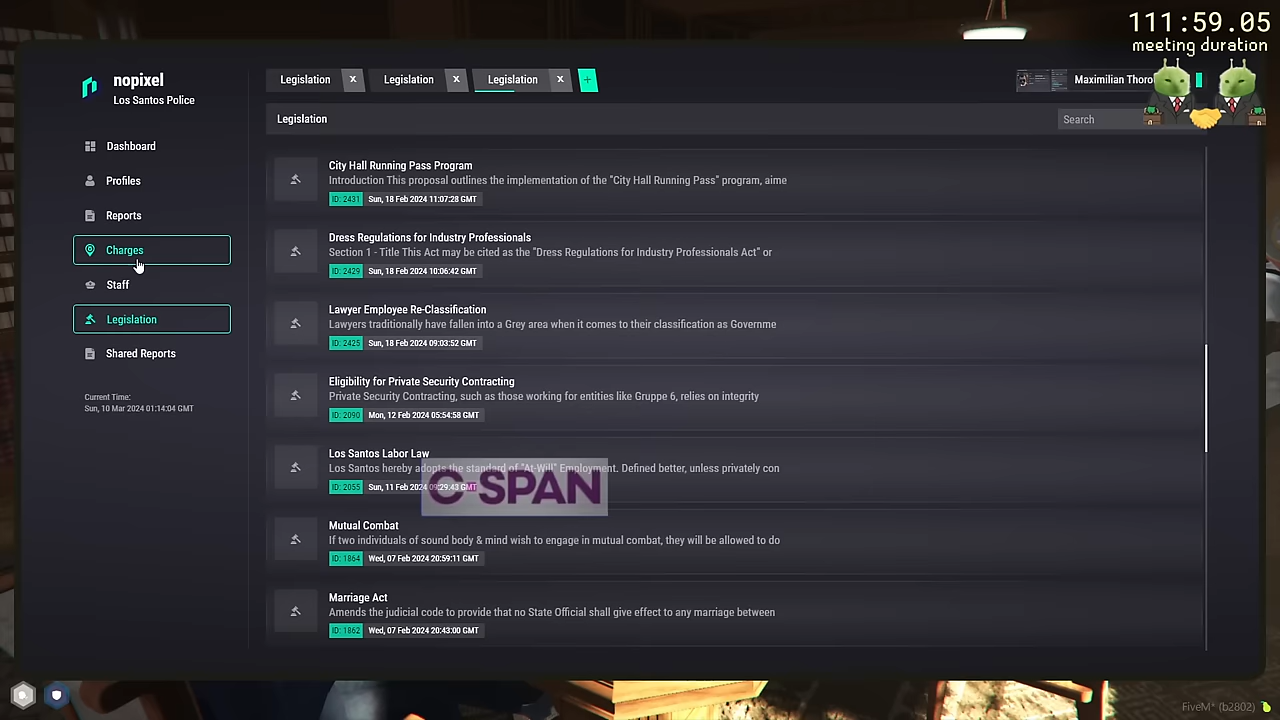 111:59.05
meeting duration
nopixel
Los Santos Police
Legislation x
Legislation x
Legislation x
+
Maximilian Thoro
Legislation
Search
Dashboard
Profiles
Reports
Charges
Staff
Legislation
Shared Reports
Current Time:
Sun, 10 Mar 2024 01:14:04 GMT
City Hall Running Pass Program
Introduction This proposal outlines the implementation of the "City Hall Running Pass" program, aime
ID: 2431 Sun, 18 Feb 2024 11:07:28 GMT
Dress Regulations for Industry Professionals
Section 1 - Title This Act may be cited as the "Dress Regulations for Industry Professionals Act" or
ID: 2429 Sun, 18 Feb 2024 10:06:42 GMT
Lawyer Employee Re-Classification
Lawyers traditionally have fallen into a Grey area when it comes to their classification as Governme
ID: 2425 Sun, 18 Feb 2024 09:03:52 GMT
Eligibility for Private Security Contracting
Private Security Contracting, such as those working for entities like Gruppe 6, relies on integrity
ID: 2090 Mon, 12 Feb 2024 05:54:58 GMT
Los Santos Labor Law
Los Santos hereby adopts the standard of "At-Will" Employment. Defined better, unless privately con
ID: 2055 Sun, 11 Feb 2024 09:29:43 GMT
C-SPAN
Mutual Combat
If two individuals of sound body & mind wish to engage in mutual combat, they will be allowed to do
ID: 1864 Wed, 07 Feb 2024 20:59:11 GMT
Marriage Act
Amends the judicial code to provide that no State Official shall give effect to any marriage between
ID: 1862 Wed, 07 Feb 2024 20:43:00 GMT
FiveM* (b2802)